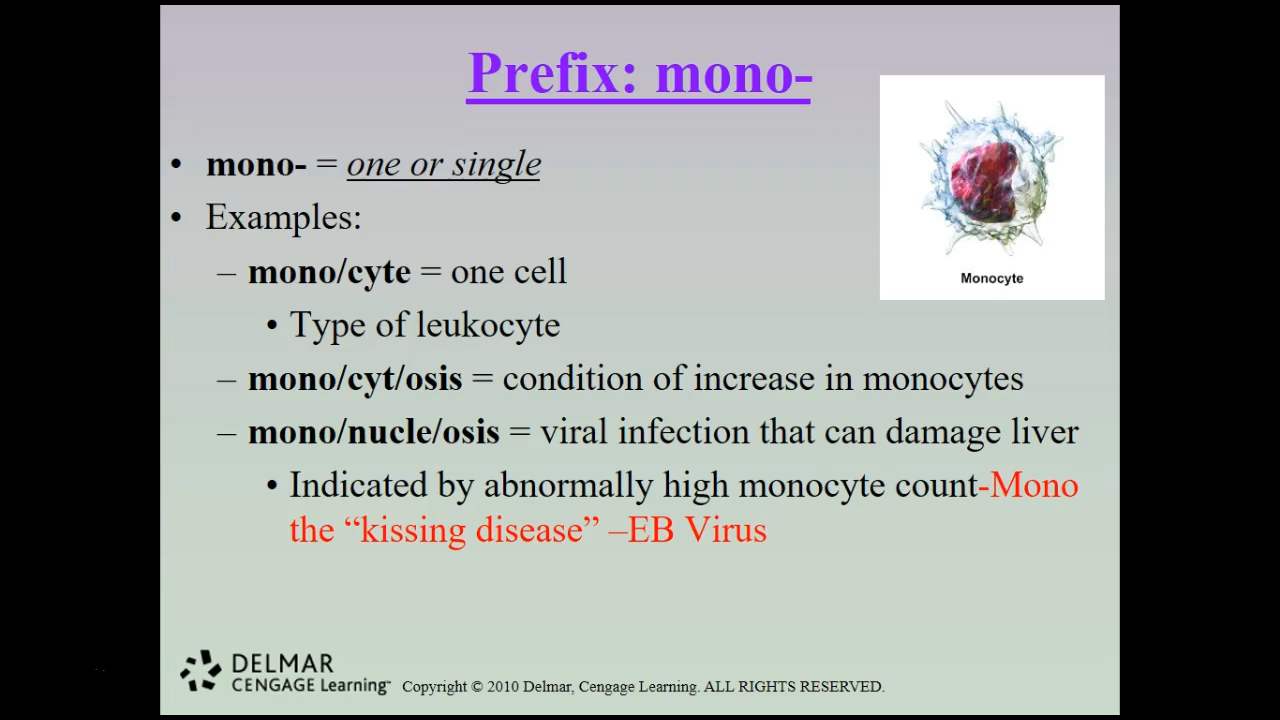 Prefix: mono-
• mono- = one or single
• Examples:
– mono/cyte = one cell
• Type of leukocyte
– mono/cyt/osis = condition of increase in monocytes
– mono/nucle/osis = viral infection that can damage liver
• Indicated by abnormally high monocyte count-Mono
the “kissing disease” –EB Virus
Monocyte
DELMAR
CENGAGE Learning™
Copyright © 2010 Delmar, Cengage Learning. ALL RIGHTS RESERVED.